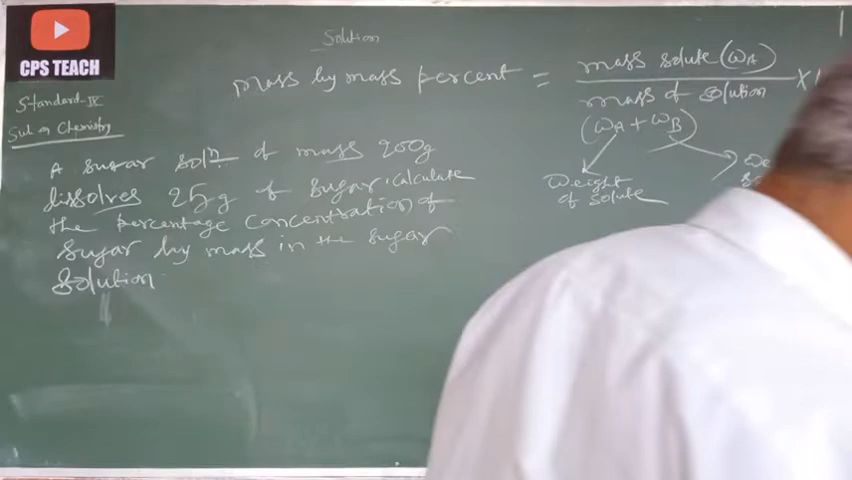 CPS TEACH
Solution
mass by mass percent = mass solute (WA)
mass of solution
(WA + WB)
Weight
of solute
We
Standard-IX
Sub of Chemistry
A sugar soln of mass 200g
dissolves 25g of sugar. Calculate
the percentage concentration of
sugar by mass in the sugar
solution